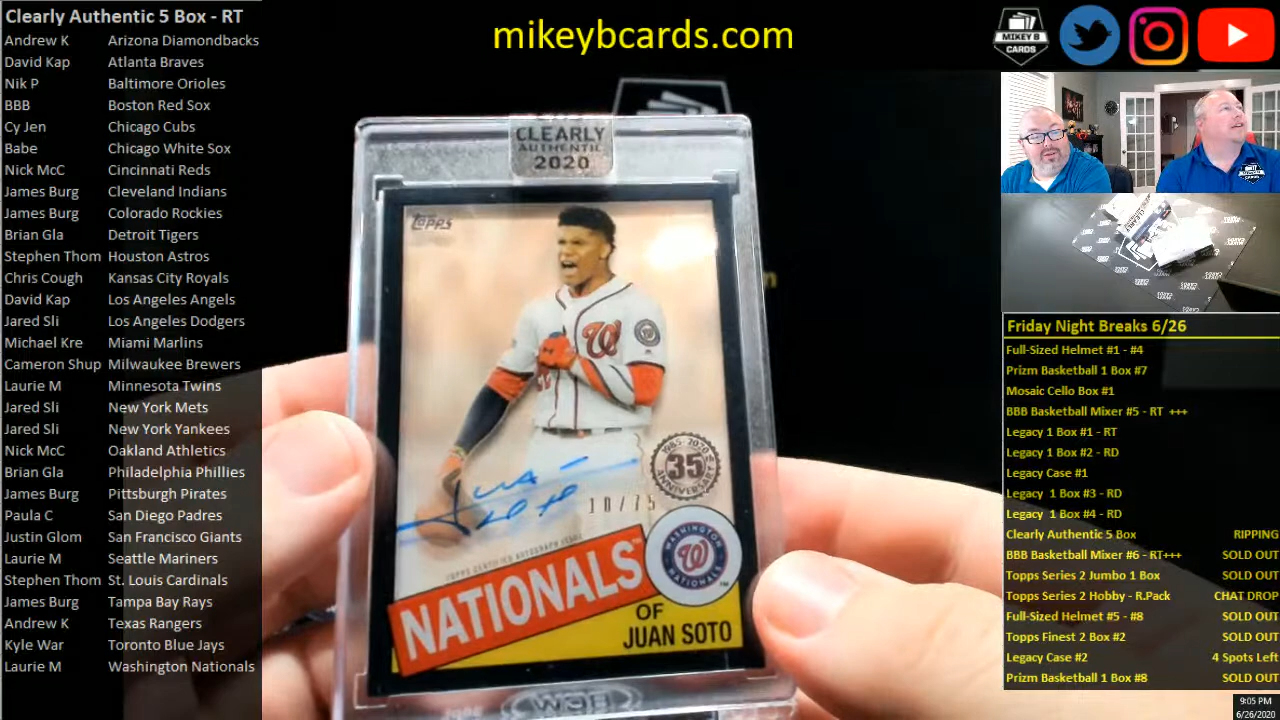 Clearly Authentic 5 Box - RT
Andrew K Arizona Diamondbacks
David Kap Atlanta Braves
Nik P Baltimore Orioles
BBB Boston Red Sox
Cy Jen Chicago Cubs
Babe Chicago White Sox
Nick McC Cincinnati Reds
James Burg Cleveland Indians
James Burg Colorado Rockies
Brian Gla Detroit Tigers
Stephen Thom Houston Astros
Chris Cough Kansas City Royals
David Kap Los Angeles Angels
Jared Sli Los Angeles Dodgers
Michael Kre Miami Marlins
Cameron Shup Milwaukee Brewers
Laurie M Minnesota Twins
Jared Sli New York Mets
Jared Sli New York Yankees
Nick McC Oakland Athletics
Brian Gla Philadelphia Phillies
James Burg Pittsburgh Pirates
Paula C San Diego Padres
Justin Glom San Francisco Giants
Laurie M Seattle Mariners
Stephen Thom St. Louis Cardinals
James Burg Tampa Bay Rays
Andrew K Texas Rangers
Kyle War Toronto Blue Jays
Laurie M Washington Nationals
mikeybcards.com
MIKEY B
CARDS
CLEARLY
AUTHENTIC
2020
Topps
W
1985-2020
35
ANNIVERSARY
Juan Soto
10/75
TOPPS CERTIFIED AUTOGRAPH ISSUE
NATIONALS™
WASHINGTON
W
NATIONALS
OF
JUAN SOTO
Friday Night Breaks 6/26
Full-Sized Helmet #1 - #4
Prizm Basketball 1 Box #7
Mosaic Cello Box #1
BBB Basketball Mixer #5 - RT +++
Legacy 1 Box #1 - RT
Legacy 1 Box #2 - RD
Legacy Case #1
Legacy 1 Box #3 - RD
Legacy 1 Box #4 - RD
Clearly Authentic 5 Box RIPPING
BBB Basketball Mixer #6 - RT+++ SOLD OUT
Topps Series 2 Jumbo 1 Box SOLD OUT
Topps Series 2 Hobby - R.Pack CHAT DROP
Full-Sized Helmet #5 - #8 SOLD OUT
Topps Finest 2 Box #2 SOLD OUT
Legacy Case #2 4 Spots Left
Prizm Basketball 1 Box #8 SOLD OUT
9:05 PM
6/26/2020